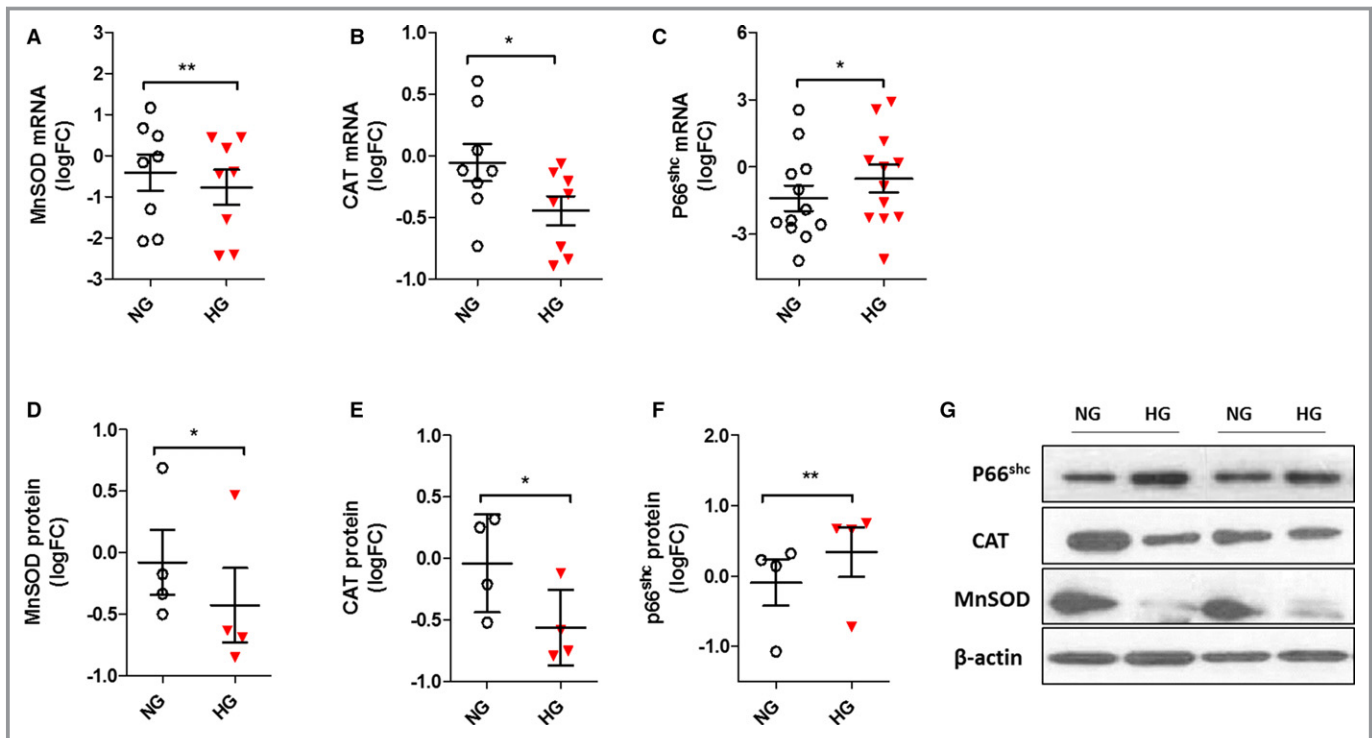 A
MnSOD mRNA
(logFC)
3
2
1
0
-1
-2
-3
**
NG
HG
B
CAT mRNA
(logFC)
1.0
0.5
0.0
-0.5
-1.0
*
NG
HG
C
P66shc mRNA
(logFC)
6
3
0
-3
*
NG
HG
D
MnSOD protein
(logFC)
1.0
0.5
0.0
-0.5
-1.0
*
NG
HG
E
CAT protein
(logFC)
1.0
0.5
0.0
-0.5
-1.0
*
NG
HG
F
p66shc protein
(logFC)
2.0
1.0
0.0
-1.0
**
NG
HG
G
NG HG NG HG
P66shc
CAT
MnSOD
β-actin